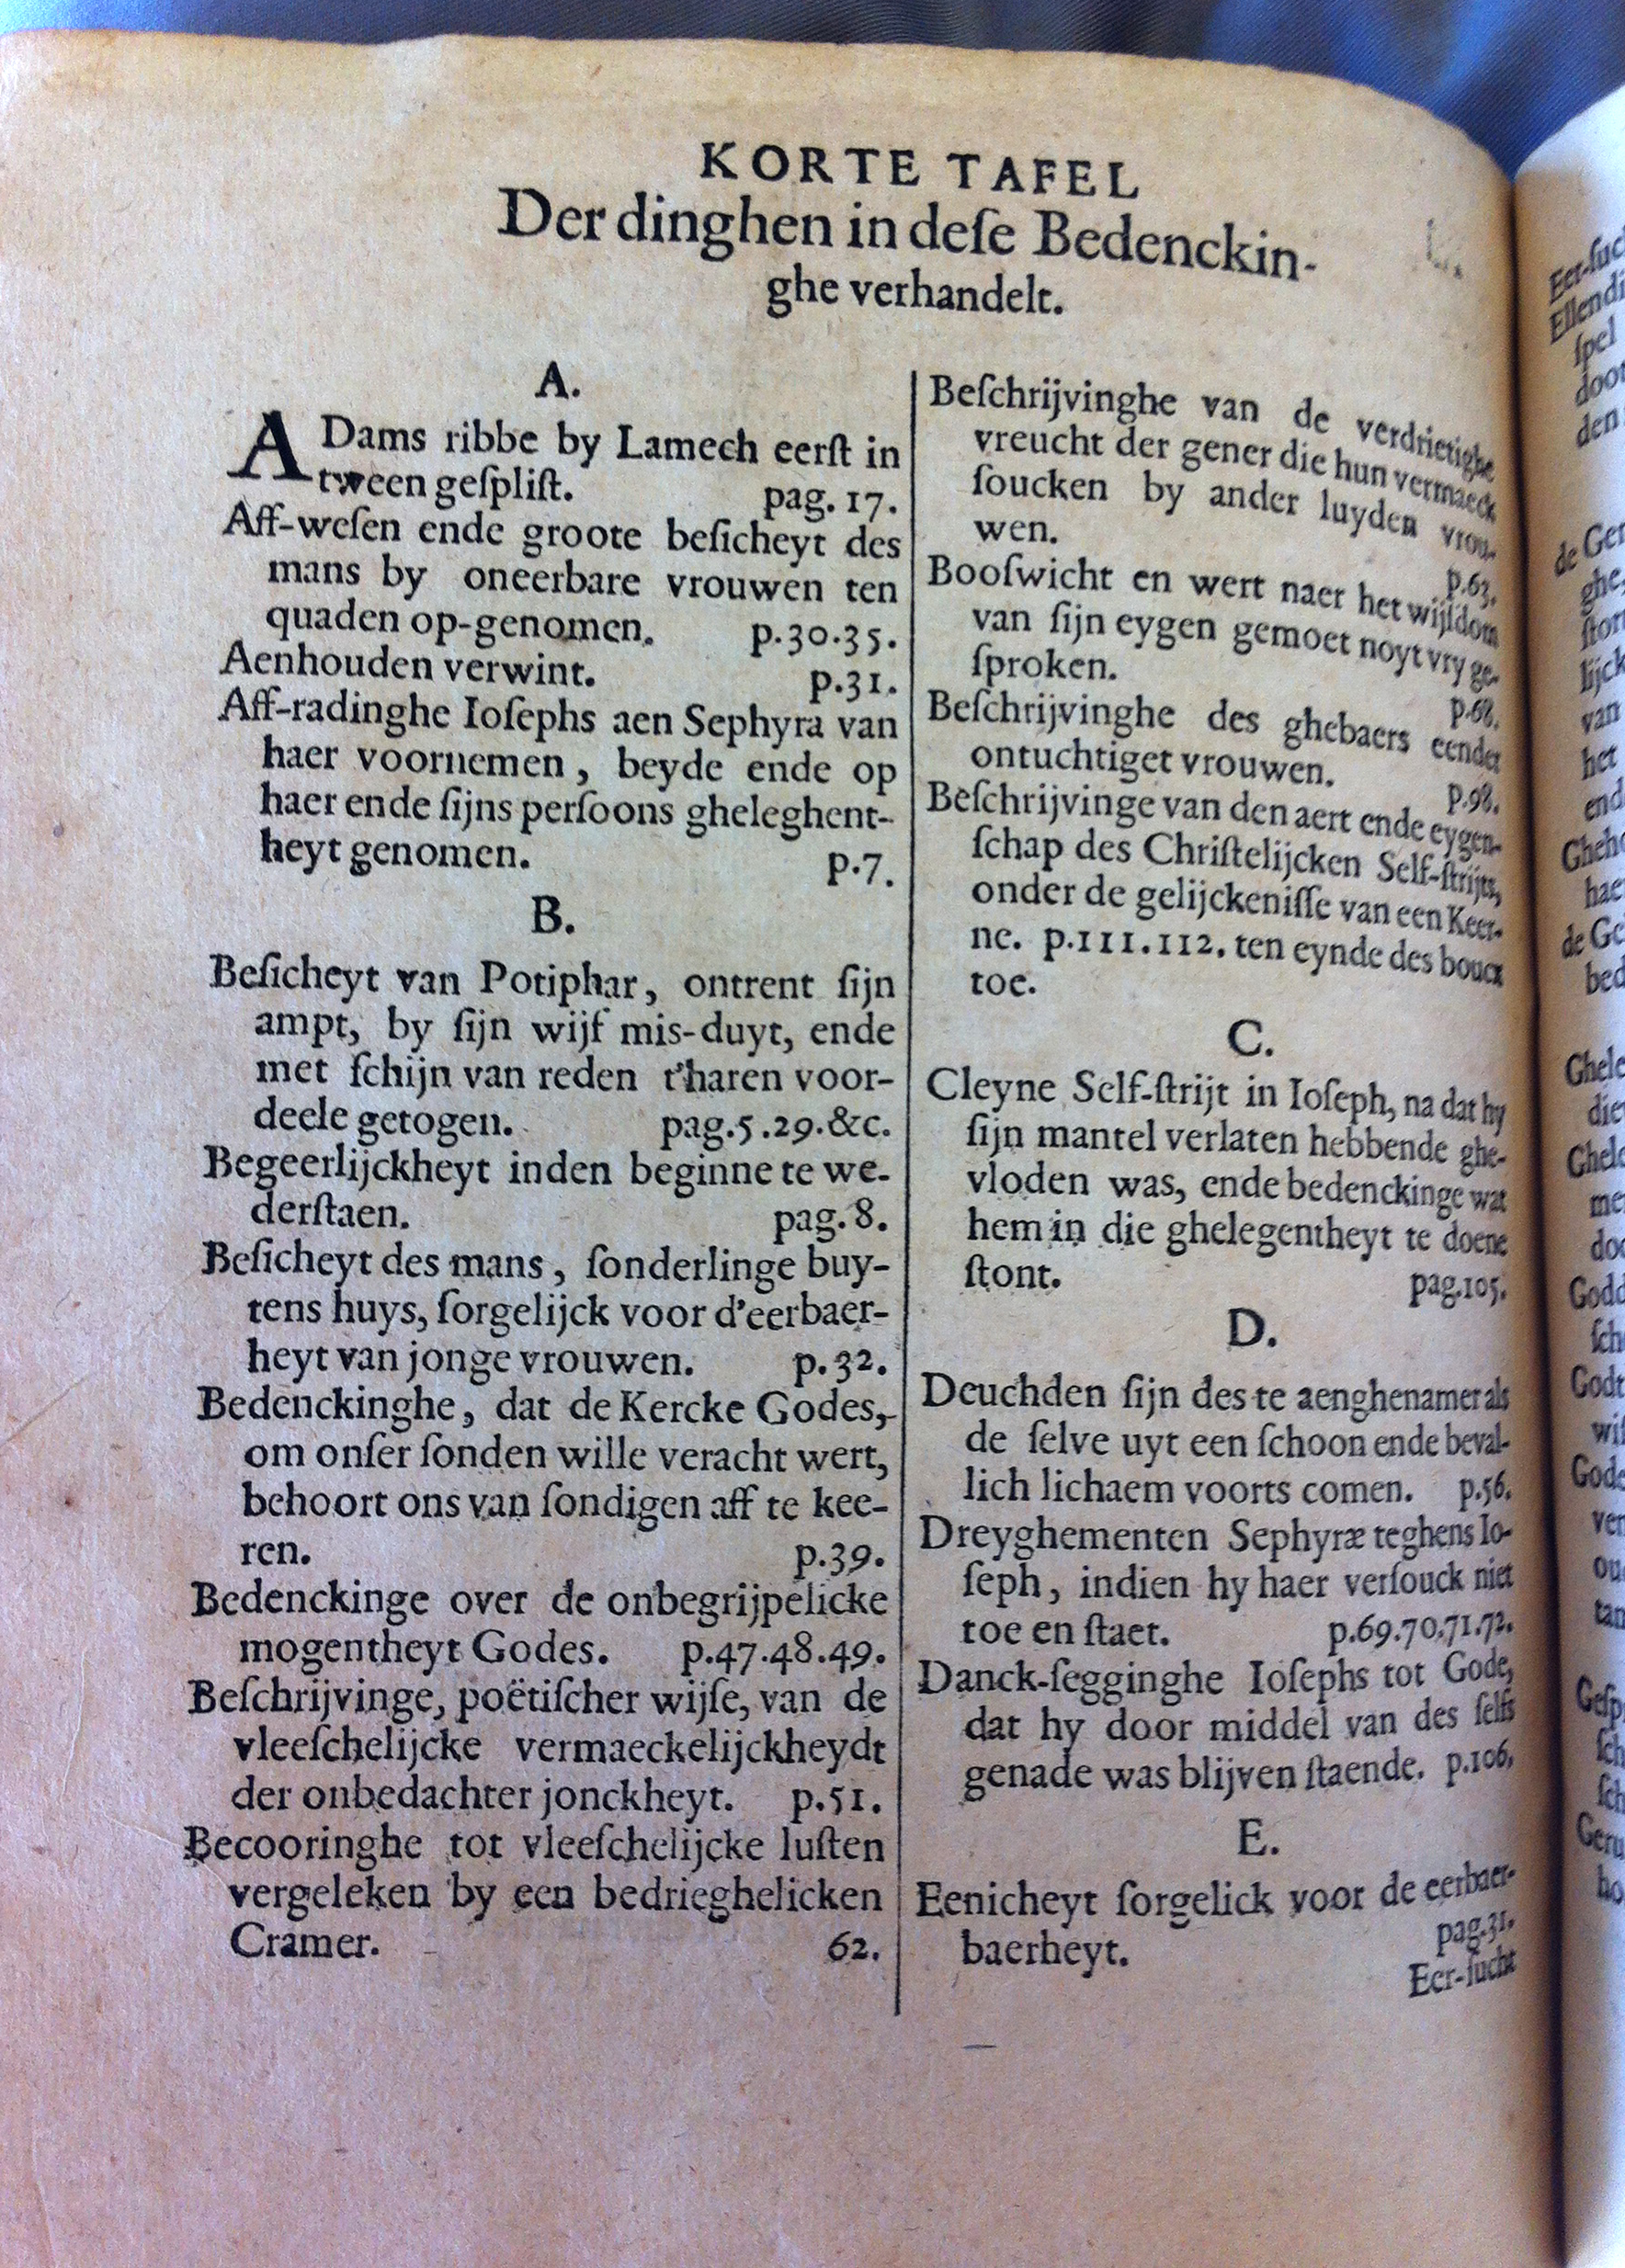 KORTE TAFEL
Der dinghen in deſe Bedenckin-
ghe verhandelt.
A.
ADams ribbe by Lamech eerſt in
tween geſpliſt. pag. 17.
Aff-weſen ende groote beſicheyt des
mans by oneerbare vrouwen ten
quaden op-genomen. p.30.35.
Aenhouden verwint. p.31.
Aff-radinghe Ioſephs aen Sephyra van
haer voornemen, beyde ende op
haer ende ſijns perſoons gheleghent-
heyt genomen. p.7.
B.
Beſicheyt van Potiphar, ontrent ſijn
ampt, by ſijn wijf mis-duyt, ende
met ſchijn van reden t'haren voor-
deele getogen. pag.5.29.&c.
Begeerlijckheyt inden beginne te we-
derſtaen. pag. 8.
Beſicheyt des mans, ſonderlinge buy-
tens huys, ſorgelijck voor d'eerbaer-
heyt van jonge vrouwen. p.32.
Bedenckinghe, dat de Kercke Godes,
om onſer ſonden wille veracht wert,
behoort ons van ſondigen aff te kee-
ren. p.39.
Bedenckinge over de onbegrijpelicke
mogentheyt Godes. p.47.48.49.
Beſchrijvinge, poëtiſcher wijſe, van de
vleeſchelijcke vermaeckelijckheydt
der onbedachter jonckheyt. p.51.
Becooringhe tot vleeſchelijcke luſten
vergeleken by een bedrieghelicken
Cramer. 62.
Beſchrijvinghe van de verdrietighe
vreucht der gener die hun vermaeck
ſoucken by ander luyden vrou-
wen. p.63.
Booſwicht en wert naer het wijſdom
van ſijn eygen gemoet noyt vry ge-
ſproken. p.68.
Beſchrijvinghe des ghebaers eender
ontuchtiget vrouwen. p.98.
Beſchrijvinge van den aert ende eygen-
ſchap des Chriſtelijcken Self-ſtrijts,
onder de gelijckeniſſe van een Keer-
ne. p.111.112. ten eynde des boucx
toe.
C.
Cleyne Self-ſtrijt in Ioſeph, na dat hy
ſijn mantel verlaten hebbende ghe-
vloden was, ende bedenckinge wat
hem in die ghelegentheyt te doene
ſtont. pag.105.
D.
Deuchden ſijn des te aenghenamer als
de ſelve uyt een ſchoon ende beval-
lich lichaem voorts comen. p.56.
Dreyghementen Sephyræ teghens Io-
ſeph, indien hy haer verſouck niet
toe en ſtaet. p.69.70.71.72.
Danck-ſegginghe Ioſephs tot Gode,
dat hy door middel van des ſelfs
genade was blijven ſtaende. p.106.
E.
Eenicheyt ſorgelick voor de eerbaer-
baerheyt. pag.31.
Eer-ſucht